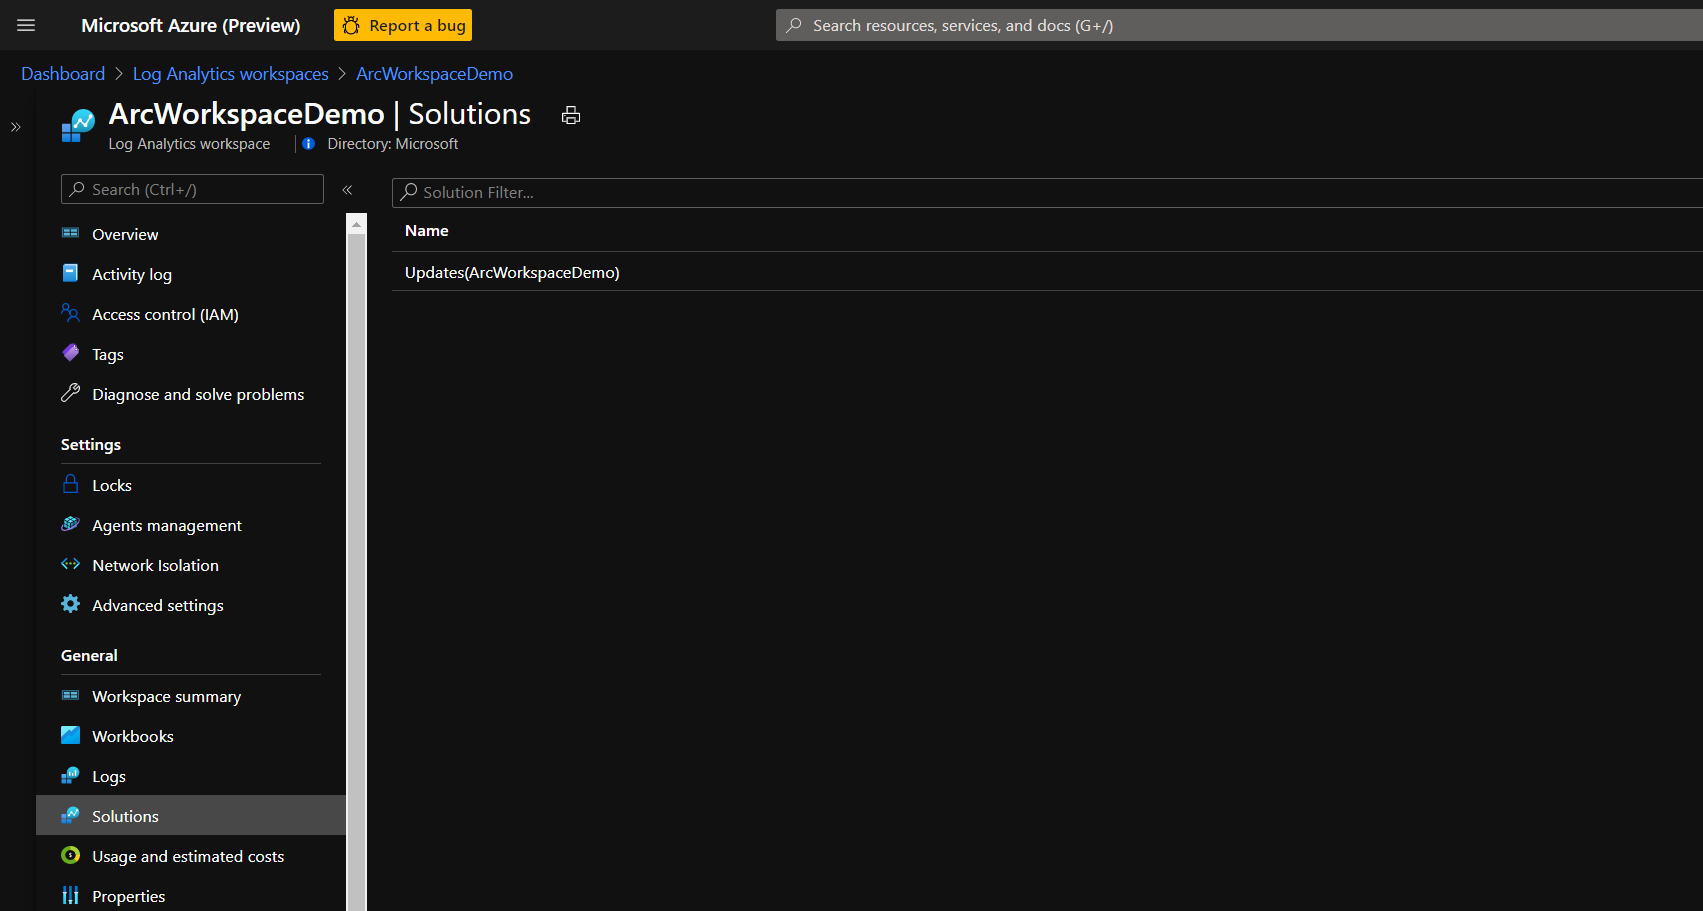 Microsoft Azure (Preview)
Report a bug
Search resources, services, and docs (G+/)
Dashboard > Log Analytics workspaces > ArcWorkspaceDemo
ArcWorkspaceDemo | Solutions
Log Analytics workspace
Directory: Microsoft
Search (Ctrl+/)
Overview
Activity log
Access control (IAM)
Tags
Diagnose and solve problems
Settings
Locks
Agents management
Network Isolation
Advanced settings
General
Workspace summary
Workbooks
Logs
Solutions
Usage and estimated costs
Properties
Solution Filter...
Name
Updates(ArcWorkspaceDemo)